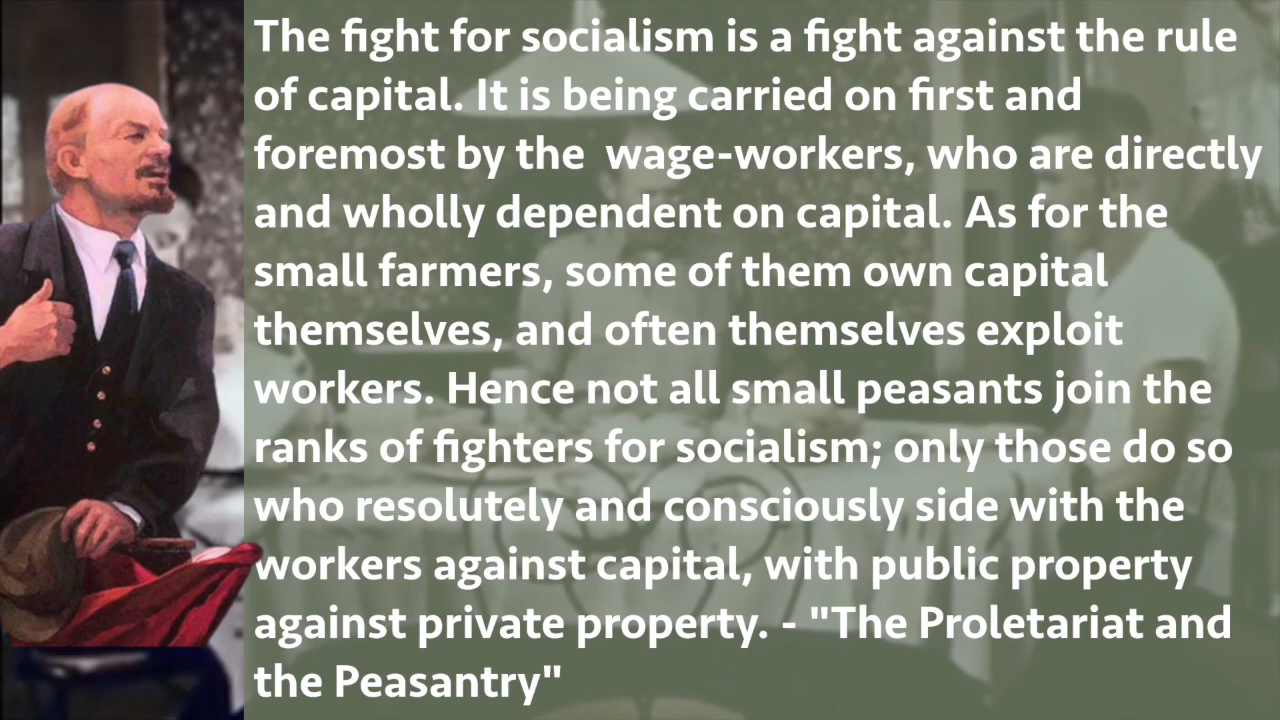 The fight for socialism is a fight against the rule
of capital. It is being carried on first and
foremost by the  wage-workers, who are directly
and wholly dependent on capital. As for the
small farmers, some of them own capital
themselves, and often themselves exploit
workers. Hence not all small peasants join the
ranks of fighters for socialism; only those do so
who resolutely and consciously side with the
workers against capital, with public property
against private property. - "The Proletariat and
the Peasantry"